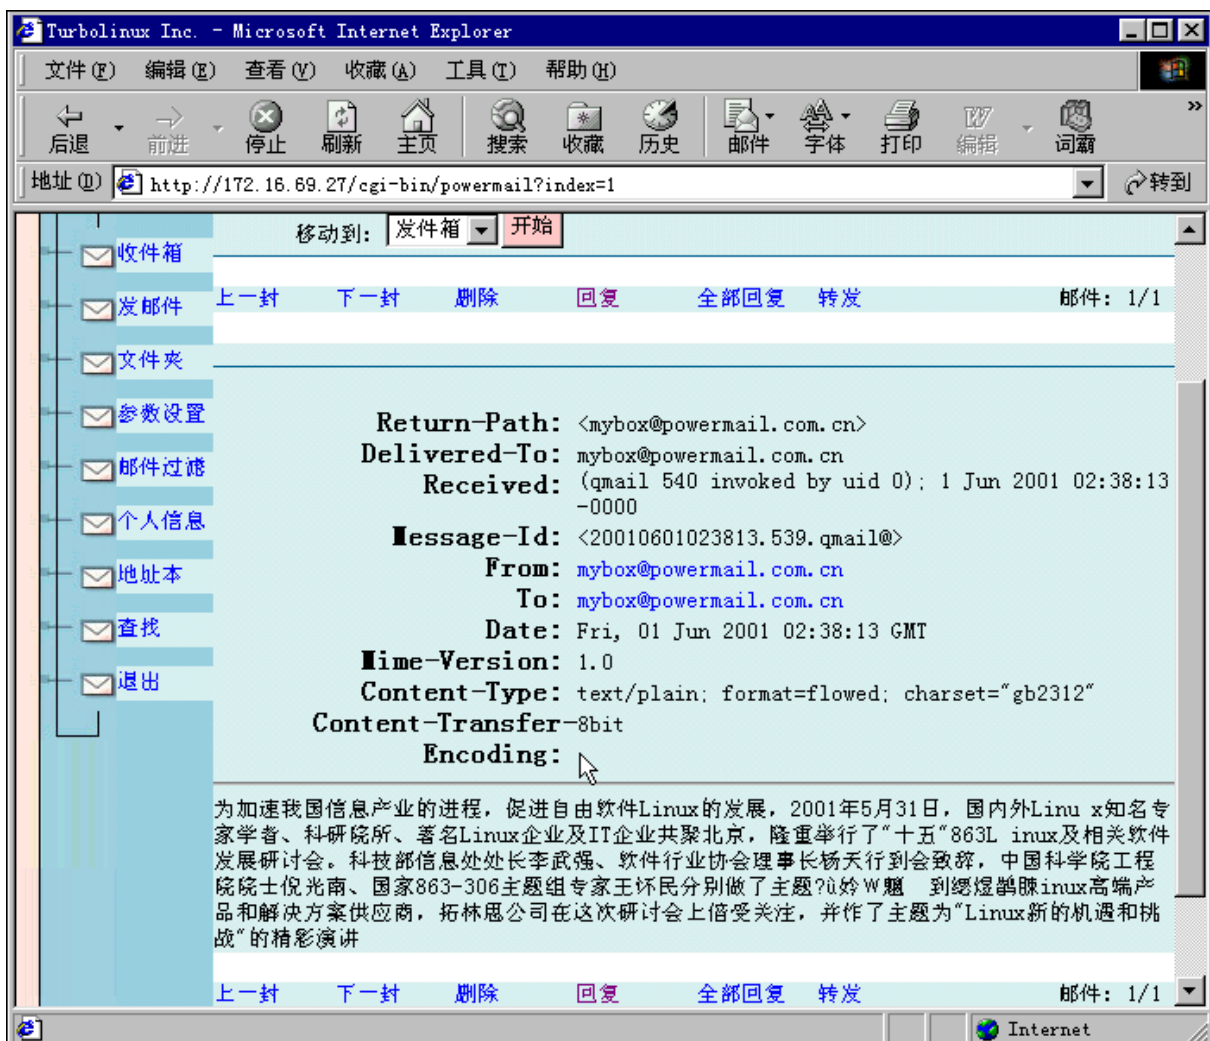 Turbolinux Inc. - Microsoft Internet Explorer
文件(F) 编辑(E) 查看(V) 收藏(A) 工具(T) 帮助(H)
后退 前进 停止 刷新 主页 搜索 收藏 历史 邮件 字体 打印 编辑 词霸 »
地址(D) http://172.16.69.27/cgi-bin/powermail?index=1 转到
移动到: 发件箱 开始
收件箱
上一封 下一封 删除 回复 全部回复 转发 邮件: 1/1
发邮件
文件夹
参数设置
邮件过滤
个人信息
地址本
查找
退出
Return-Path: <mybox@powermail.com.cn>
Delivered-To: mybox@powermail.com.cn
Received: (qmail 540 invoked by uid 0); 1 Jun 2001 02:38:13
-0000
Message-Id: <20010601023813.539.qmail@>
From: mybox@powermail.com.cn
To: mybox@powermail.com.cn
Date: Fri, 01 Jun 2001 02:38:13 GMT
Mime-Version: 1.0
Content-Type: text/plain; format=flowed; charset="gb2312"
Content-Transfer-8bit
Encoding:
为加速我国信息产业的进程，促进自由软件Linux的发展，2001年5月31日，国内外Linu x知名专
家学者、科研院所、著名Linux企业及IT企业共聚北京，隆重举行了"十五"863L inux及相关软件
发展研讨会。科技部信息处处长李武强、软件行业协会理事长杨天行到会致辞，中国科学院工程
院院士倪光南、国家863-306主题组专家王怀民分别做了主题?ù W 到 inux高端产
品和解决方案供应商，拓林思公司在这次研讨会上倍受关注，并作了主题为"Linux新的机遇和挑
战"的精彩演讲
上一封 下一封 删除 回复 全部回复 转发 邮件: 1/1
Internet